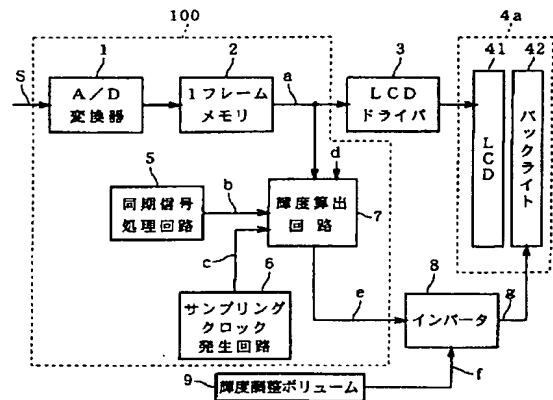 100
4a
1
2
3
41
42
S
A/D
変換器
1フレーム
メモリ
a
LCD
ドライバ
LCD
バックライト
d
5
同期信号
処理回路
b
輝度算出
回路
7
c
6
サンプリング
クロック
発生回路
e
8
インバータ
g
f
9
輝度調整ボリューム